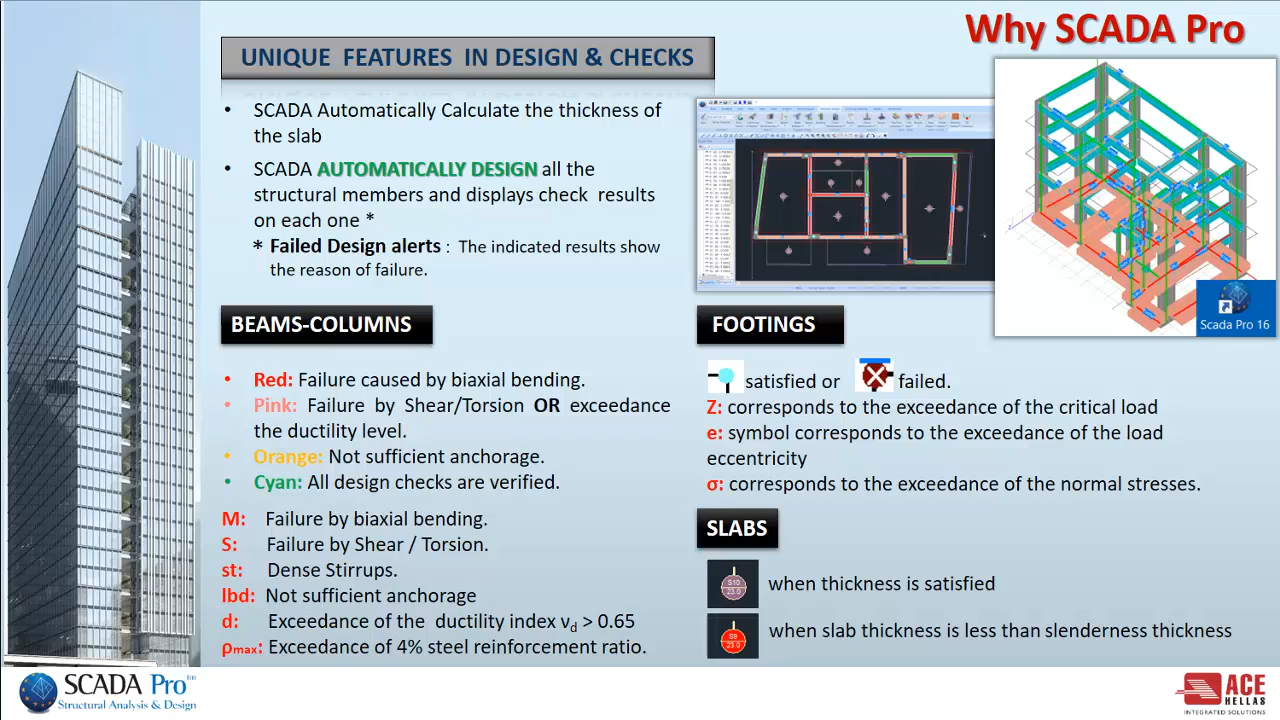 Why SCADA Pro
UNIQUE FEATURES IN DESIGN & CHECKS
• SCADA Automatically Calculate the thickness of
the slab
• SCADA AUTOMATICALLY DESIGN all the
structural members and displays check results
on each one *
* Failed Design alerts : The indicated results show
the reason of failure.
Scada Pro 16
BEAMS-COLUMNS
• Red: Failure caused by biaxial bending.
• Pink: Failure by Shear/Torsion OR exceedance
the ductility level.
• Orange: Not sufficient anchorage.
• Cyan: All design checks are verified.
M: Failure by biaxial bending.
S: Failure by Shear / Torsion.
st: Dense Stirrups.
lbd: Not sufficient anchorage
d: Exceedance of the ductility index vd > 0.65
ρmax: Exceedance of 4% steel reinforcement ratio.
FOOTINGS
satisfied or failed.
Z: corresponds to the exceedance of the critical load
e: symbol corresponds to the exceedance of the load
eccentricity
σ: corresponds to the exceedance of the normal stresses.
SLABS
S10
23.0
when thickness is satisfied
S9
23.0
when slab thickness is less than slenderness thickness
SCADA Pro™
Structural Analysis & Design
ACE
HELLAS
INTEGRATED SOLUTIONS